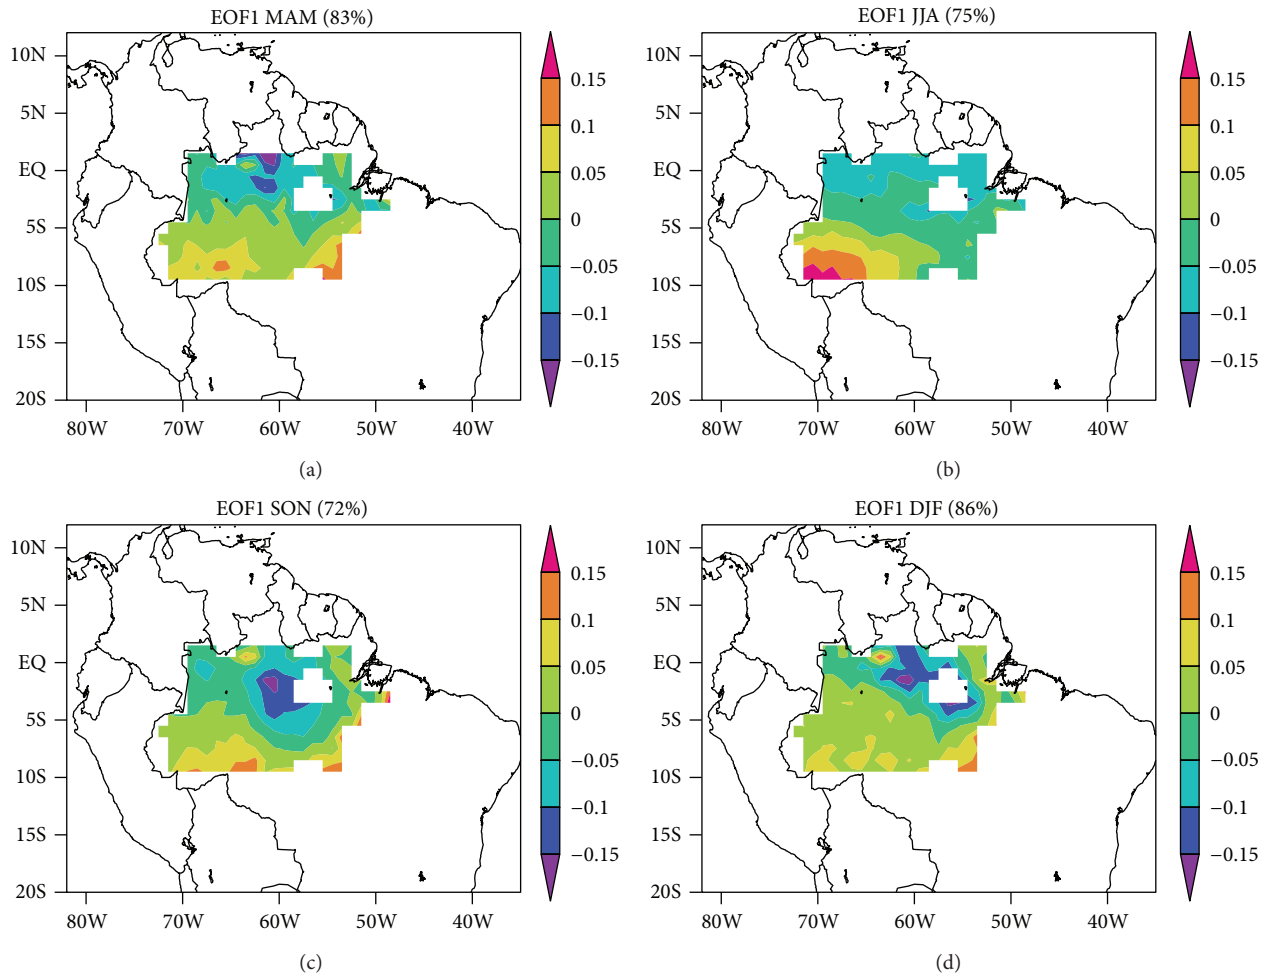 EOF1 MAM (83%)
10N
5N
EQ
5S
10S
15S
20S
80W 70W 60W 50W 40W
0.15
0.1
0.05
0
−0.05
−0.1
−0.15
(a)
EOF1 JJA (75%)
10N
5N
EQ
5S
10S
15S
20S
80W 70W 60W 50W 40W
0.15
0.1
0.05
0
−0.05
−0.1
−0.15
(b)
EOF1 SON (72%)
10N
5N
EQ
5S
10S
15S
20S
80W 70W 60W 50W 40W
0.15
0.1
0.05
0
−0.05
−0.1
−0.15
(c)
EOF1 DJF (86%)
10N
5N
EQ
5S
10S
15S
20S
80W 70W 60W 50W 40W
0.15
0.1
0.05
0
−0.05
−0.1
−0.15
(d)